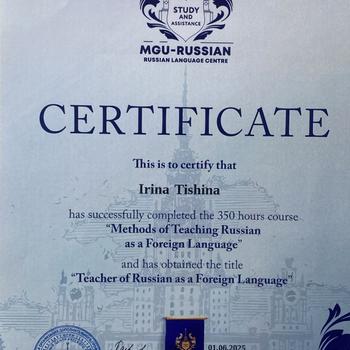 STUDY
AND
ASSISTANCE
MGU-RUSSIAN
RUSSIAN LANGUAGE CENTRE
CERTIFICATE
This is to certify that
Irina Tishina
has successfully completed the 350 hours course
“Methods of Teaching Russian
as a Foreign Language”
and has obtained the title
“Teacher of Russian as a Foreign Language”
01.06.2025